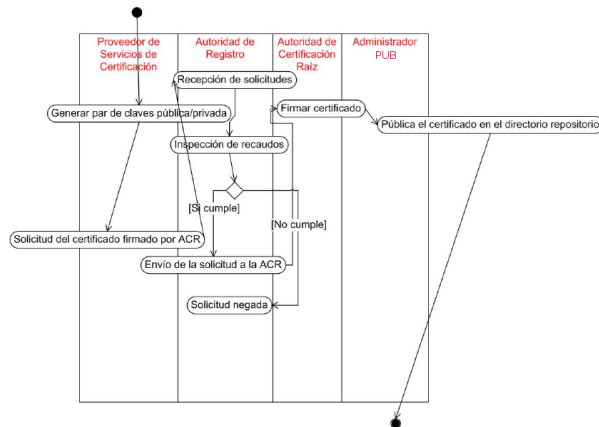 Proveedor de
Servicios de
Certificación
Autoridad de
Registro
Autoridad de
Certificación
Raíz
Administrador
PUB
Recepción de solicitudes
Generar par de claves pública/privada
Firmar certificado
Pública el certificado en el directorio repositorio
Inspección de recaudos
[Si cumple]
[No cumple]
Solicitud del certificado firmado por ACR
Envío de la solicitud a la ACR
Solicitud negada